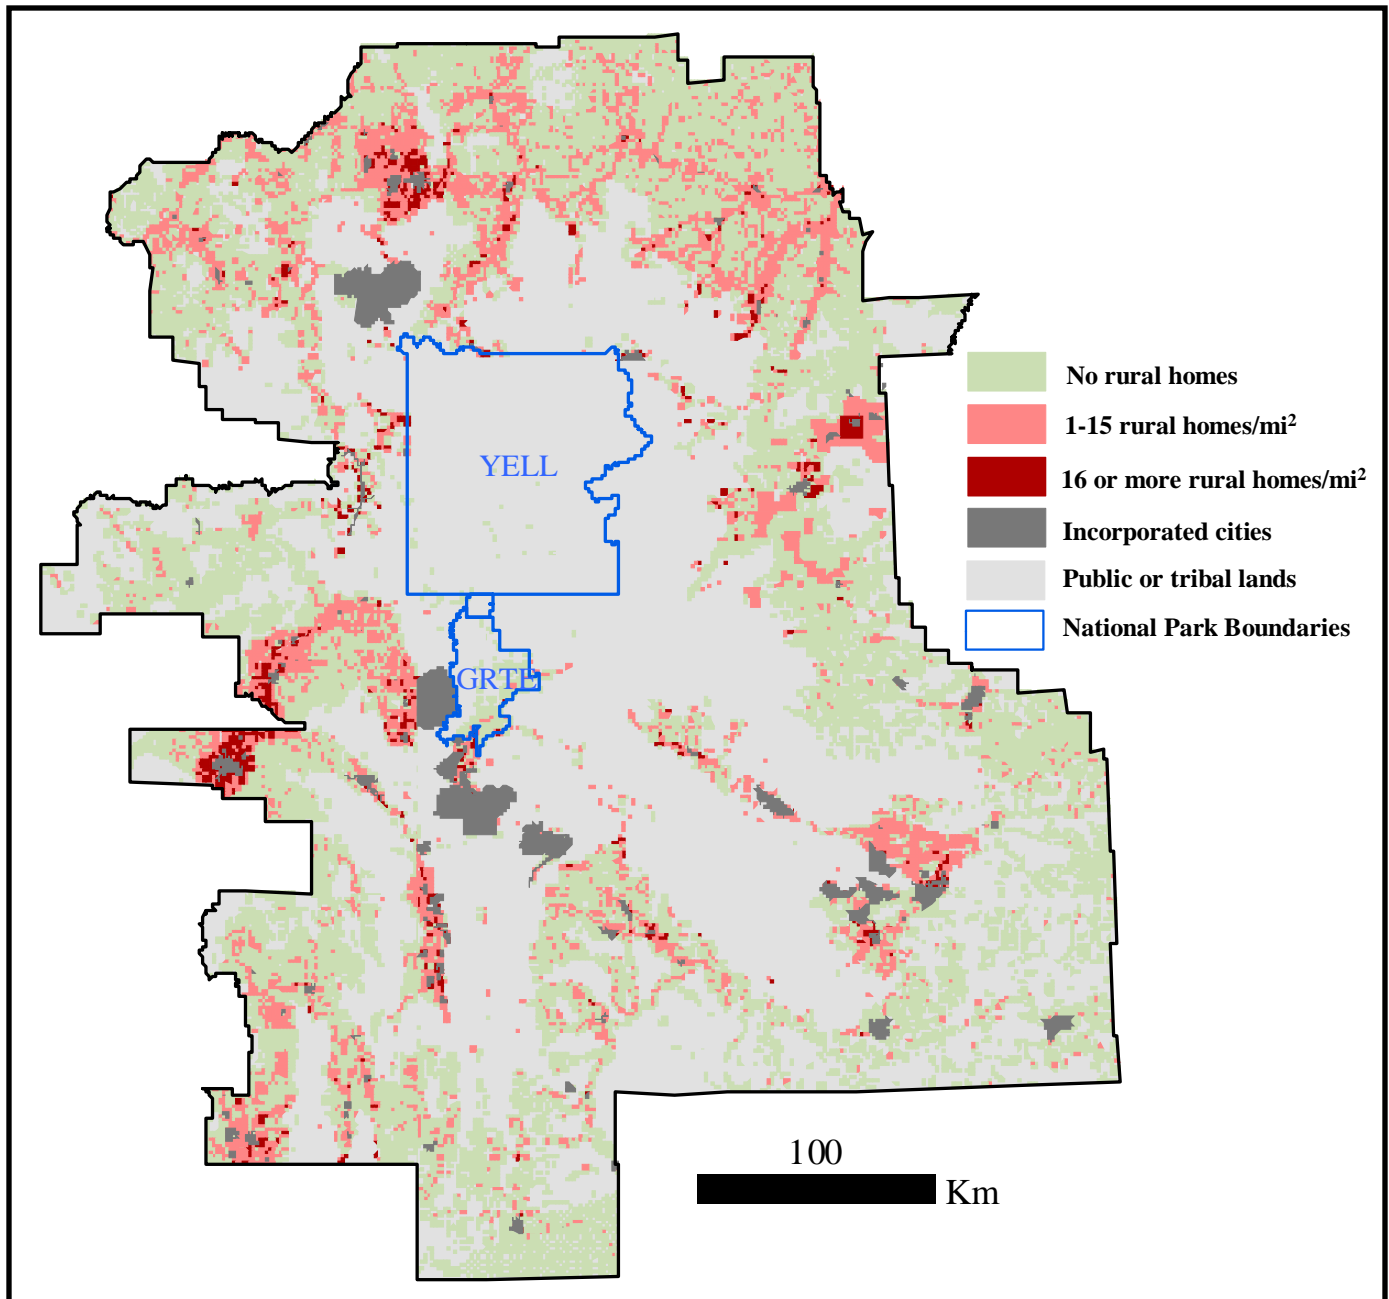 No rural homes
1-15 rural homes/mi²
YELL
16 or more rural homes/mi²
Incorporated cities
Public or tribal lands
National Park Boundaries
GRTE
100
Km